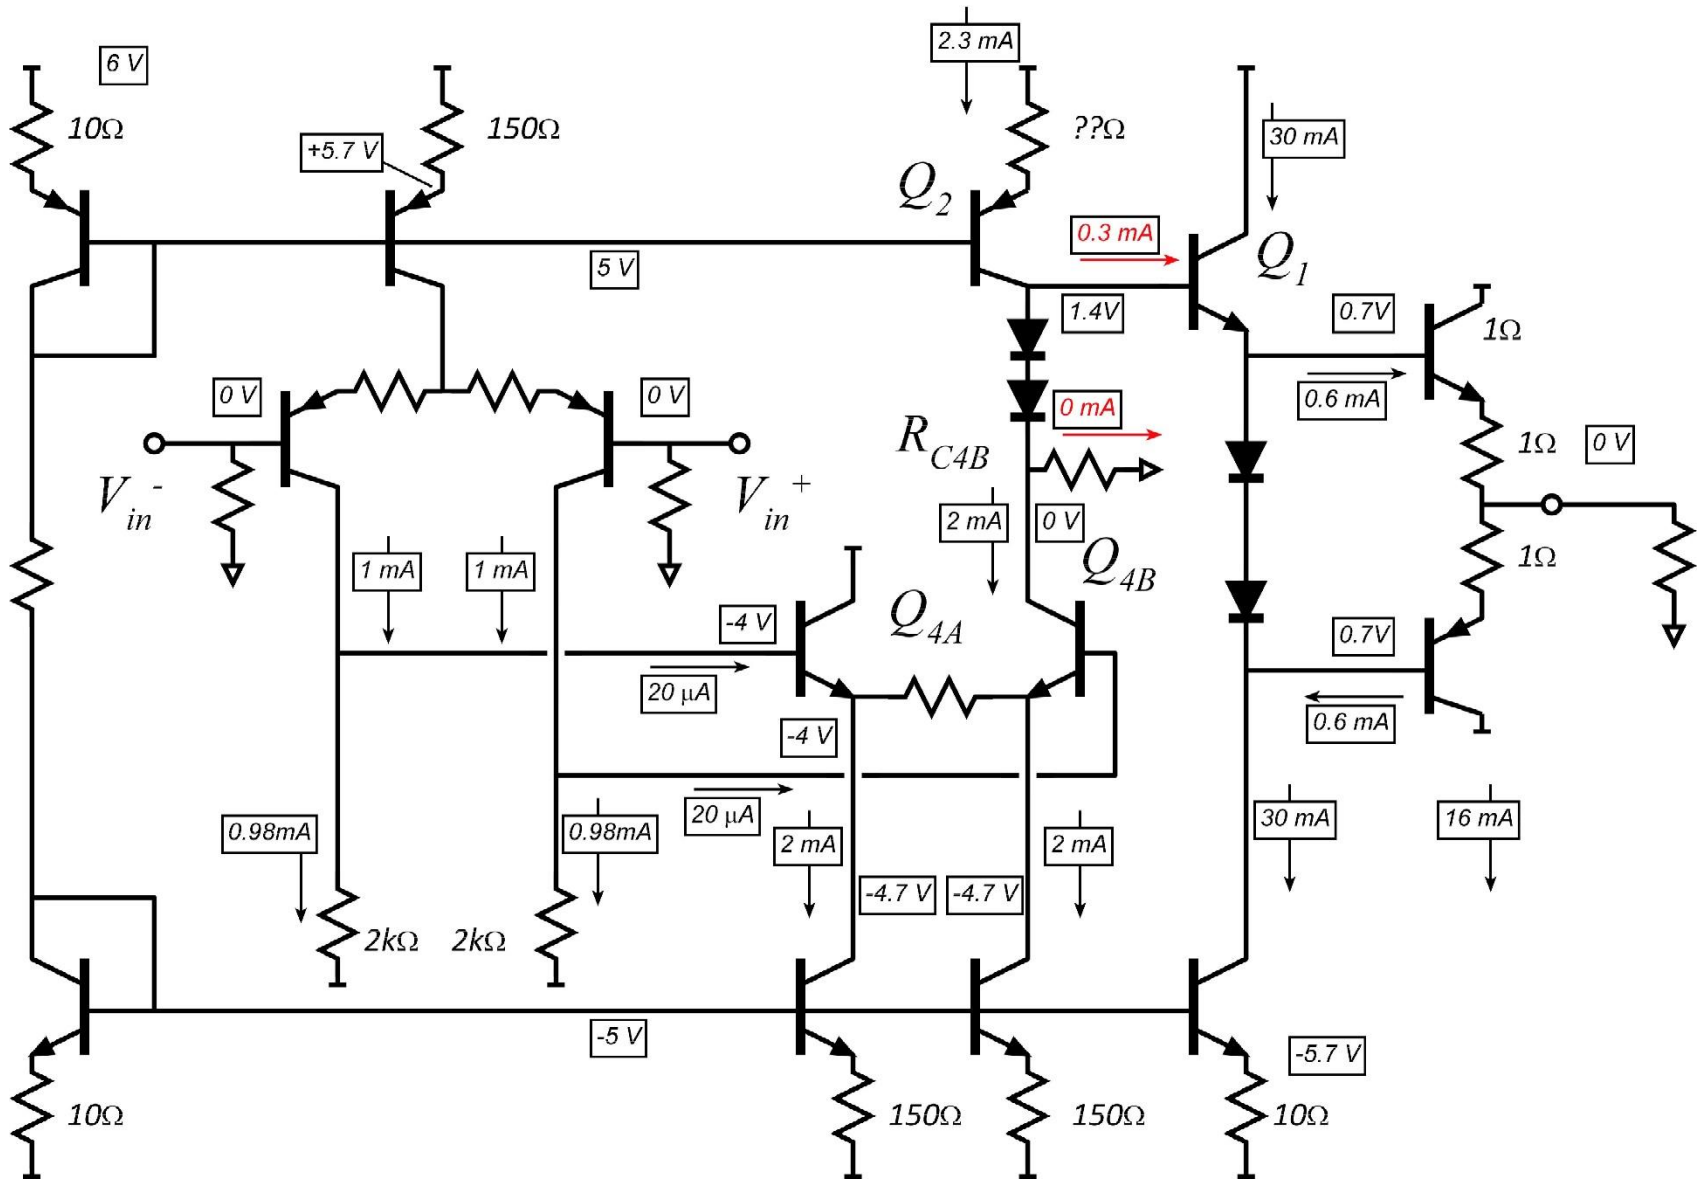 2.3 mA
6 V
10Ω
150Ω
??Ω
+5.7 V
30 mA
Q2
0.3 mA
Q1
5 V
1.4V
0.7V
1Ω
0 V
0 V
0 mA
0.6 mA
RC4B
1Ω
0 V
Vin-
Vin+
2 mA
0 V
1 mA
1 mA
1Ω
Q4B
-4 V
Q4A
0.7V
20 µA
-4 V
0.6 mA
20 µA
0.98mA
0.98mA
2 mA
2 mA
30 mA
16 mA
-4.7 V
-4.7 V
2kΩ
2kΩ
-5 V
-5.7 V
10Ω
150Ω
150Ω
10Ω